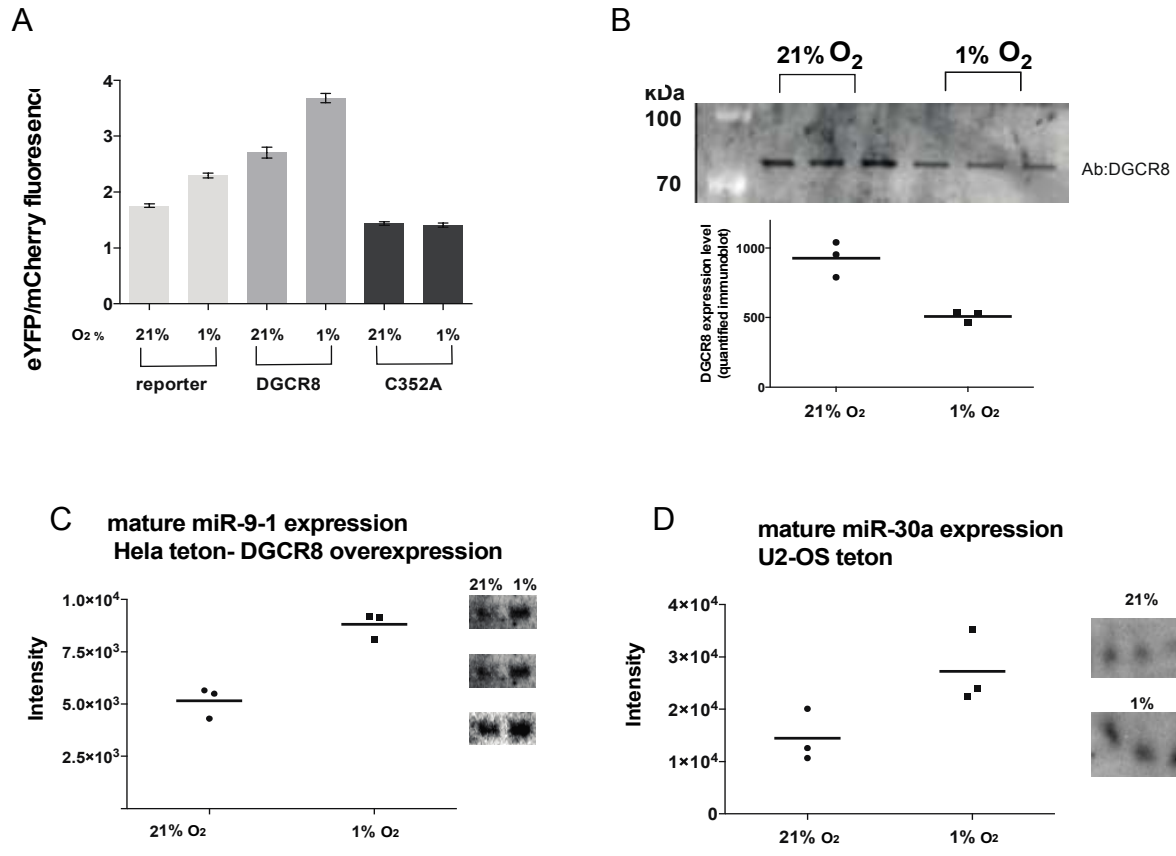 A
eYFP/mCherry fluoresence
4
3
2
1
0
O2 %
21% 1% 21% 1% 21% 1%
reporter DGCR8 C352A
B
21% O2 1% O2
kDa
100
70
Ab:DGCR8
DGCR8 expression level
(quantified immunoblot)
1000
500
0
21% O2 1% O2
C
mature miR-9-1 expression
Hela teton- DGCR8 overexpression
Intensity
1.0×10⁴
7.5×10³
5.0×10³
2.5×10³
21% O2 1% O2
21% 1%
D
mature miR-30a expression
U2-OS teton
Intensity
4×10⁴
3×10⁴
2×10⁴
1×10⁴
0
21% O2 1% O2
21%
1%